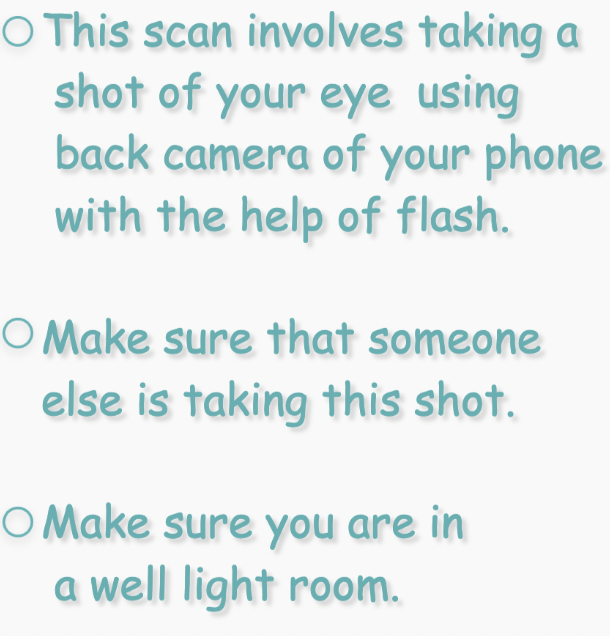 This scan involves taking a
shot of your eye  using
back camera of your phone
with the help of flash.
Make sure that someone
else is taking this shot.
Make sure you are in
a well light room.